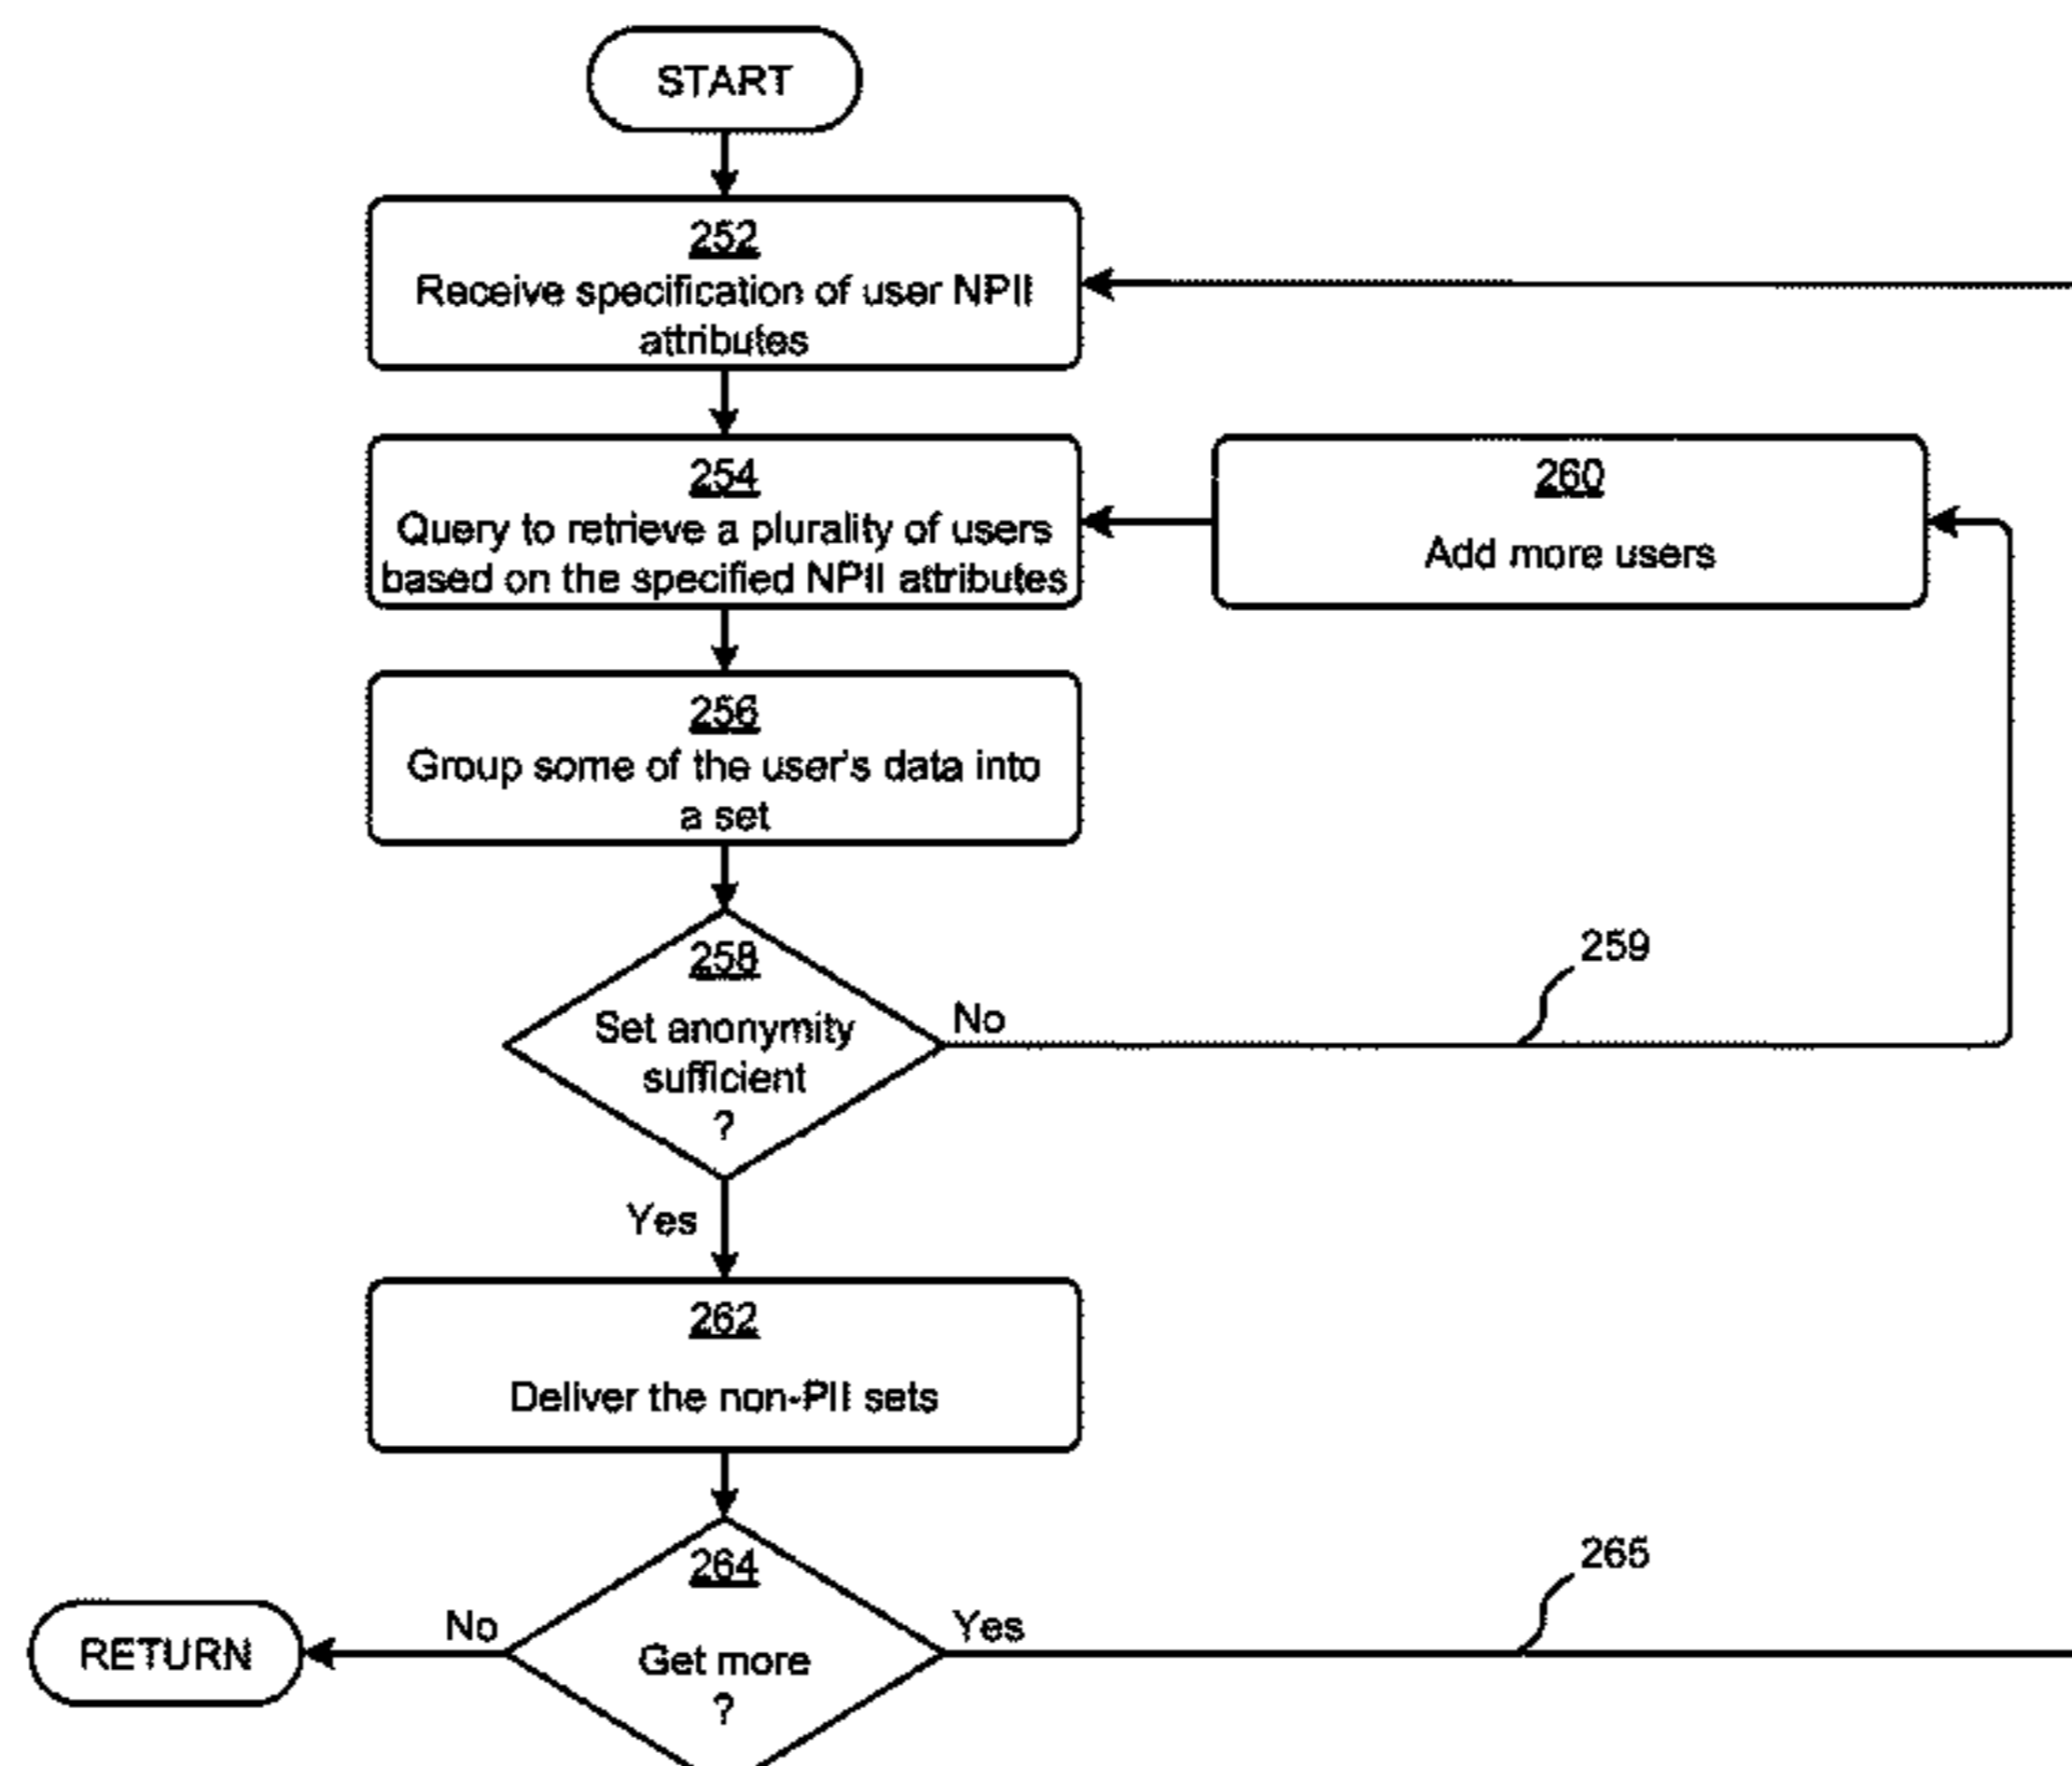 START
252
Receive specification of user NPII
attributes
254
Query to retrieve a plurality of users
based on the specified NPII attributes
260
Add more users
256
Group some of the user's data into
a set
258
Set anonymity
sufficient
?
No
259
Yes
262
Deliver the non-PII sets
264
Get more
?
No
Yes
265
RETURN